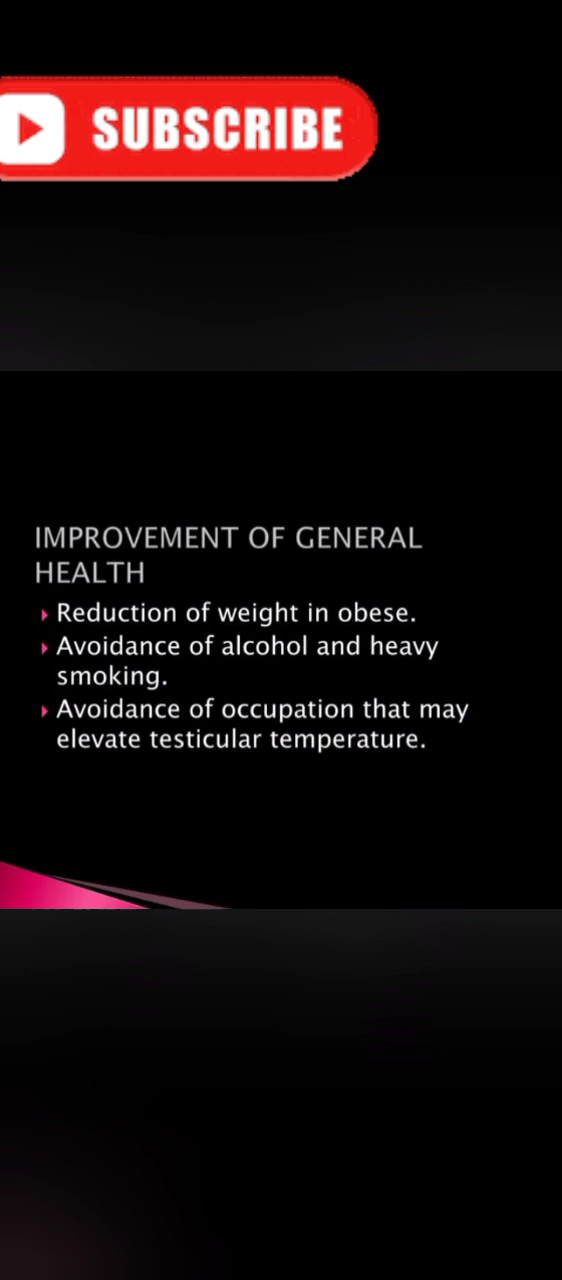 SUBSCRIBE
IMPROVEMENT OF GENERAL
HEALTH
Reduction of weight in obese.
Avoidance of alcohol and heavy
smoking.
Avoidance of occupation that may
elevate testicular temperature.